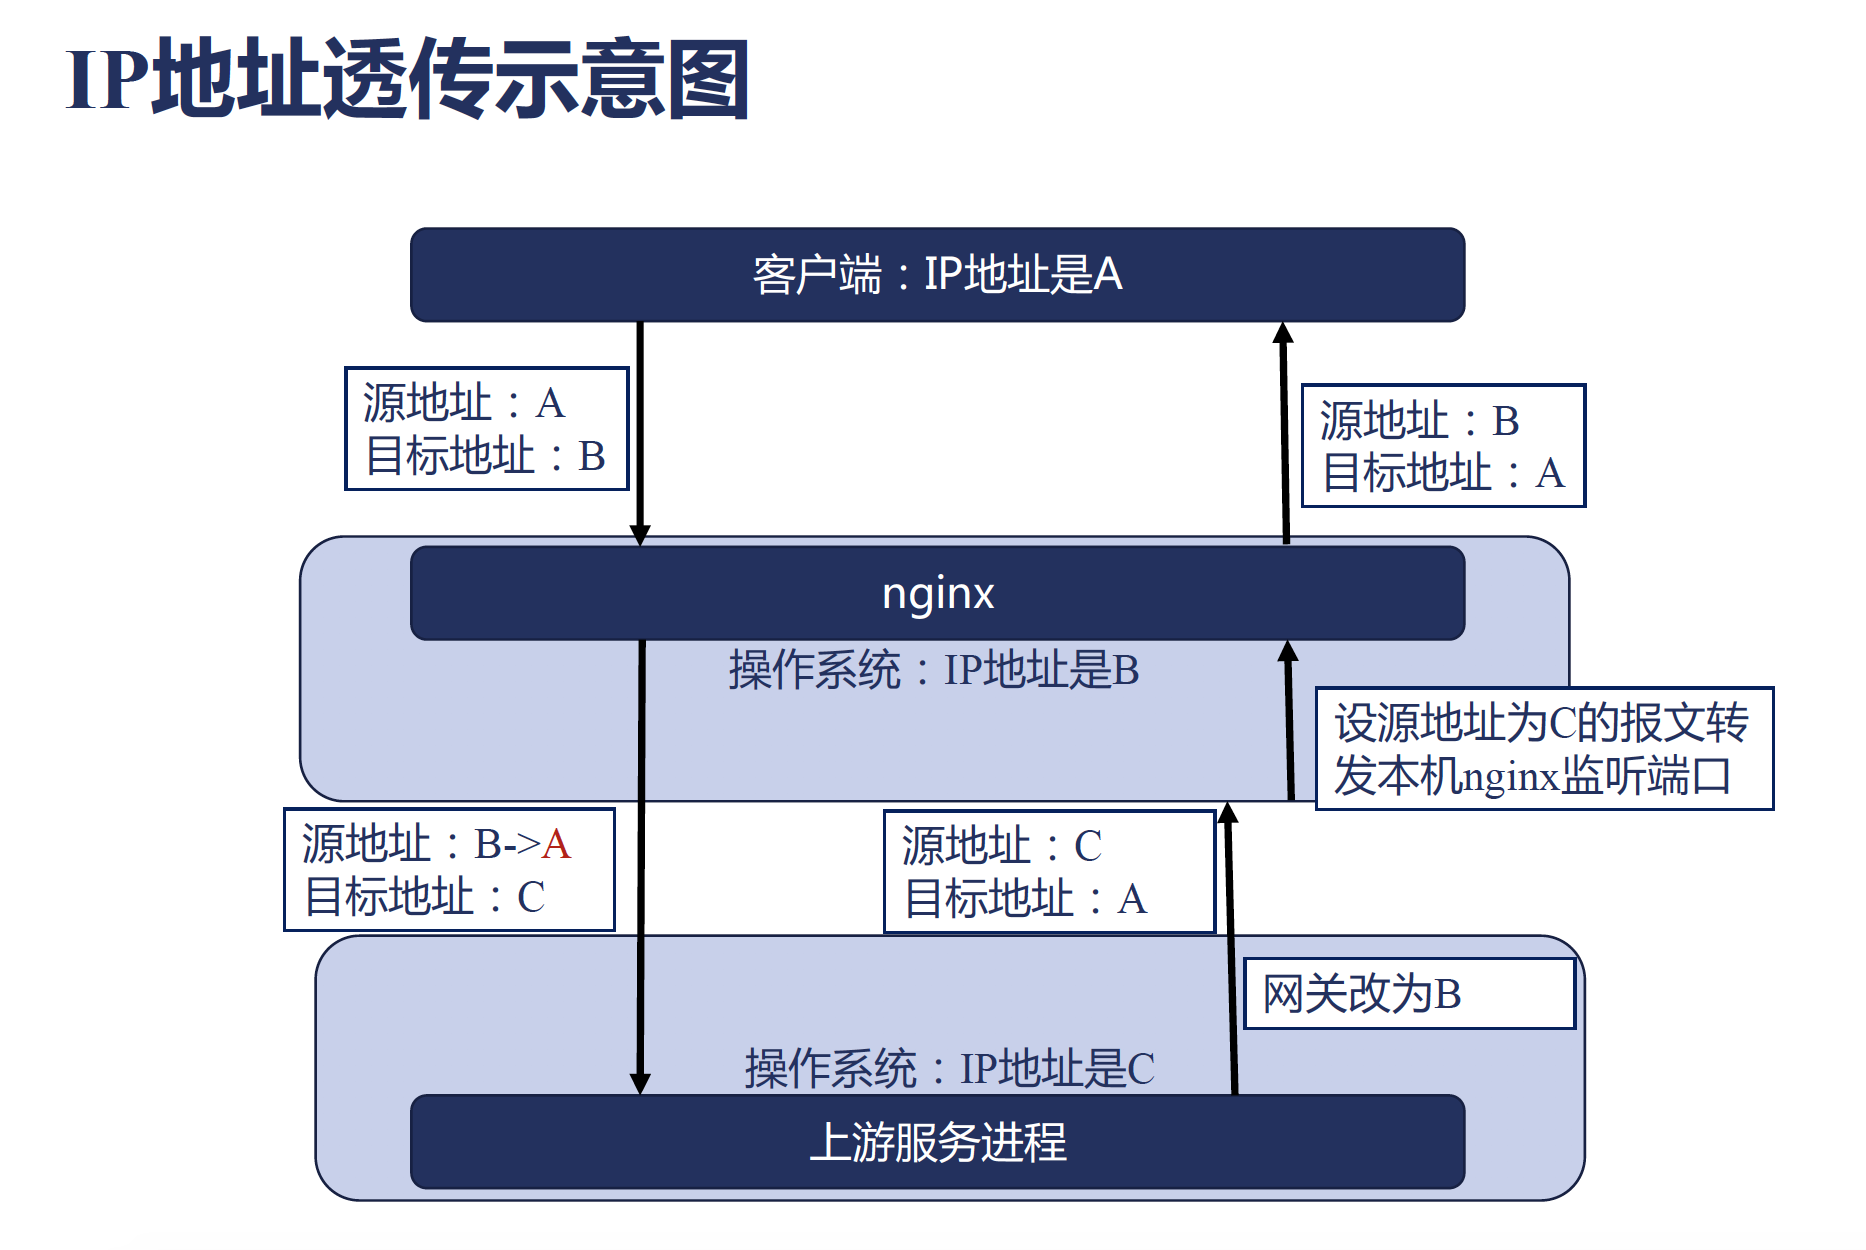 IP地址透传示意图
客户端：IP地址是A
源地址：A
目标地址：B
源地址：B
目标地址：A
nginx
操作系统：IP地址是B
设源地址为C的报文转
发本机nginx监听端口
源地址：B->A
目标地址：C
源地址：C
目标地址：A
网关改为B
操作系统：IP地址是C
上游服务进程